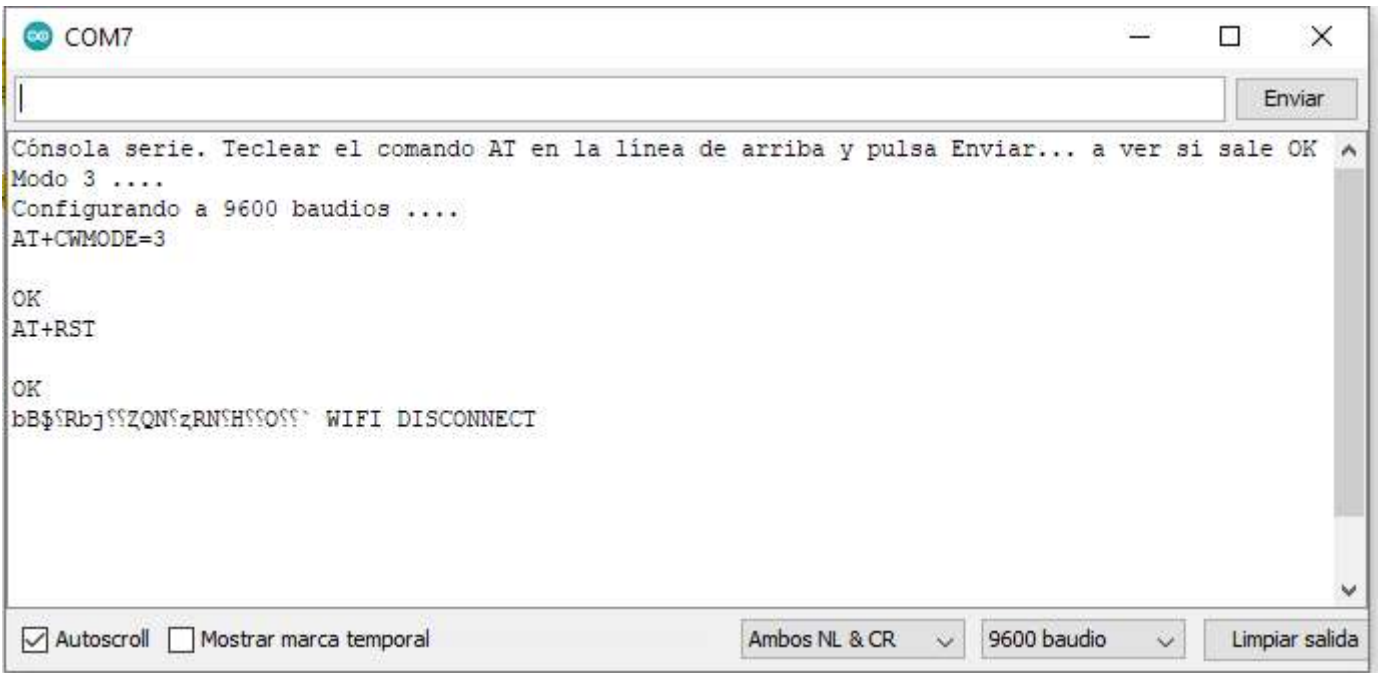 COM7
Enviar
Cónsola serie. Teclear el comando AT en la línea de arriba y pulsa Enviar... a ver si sale OK
Modo 3 ....
Configurando a 9600 baudios ....
AT+CWMODE=3
OK
AT+RST
OK
WIFI DISCONNECT
Autoscroll Mostrar marca temporal Ambos NL & CR 9600 baudio Limpiar salida